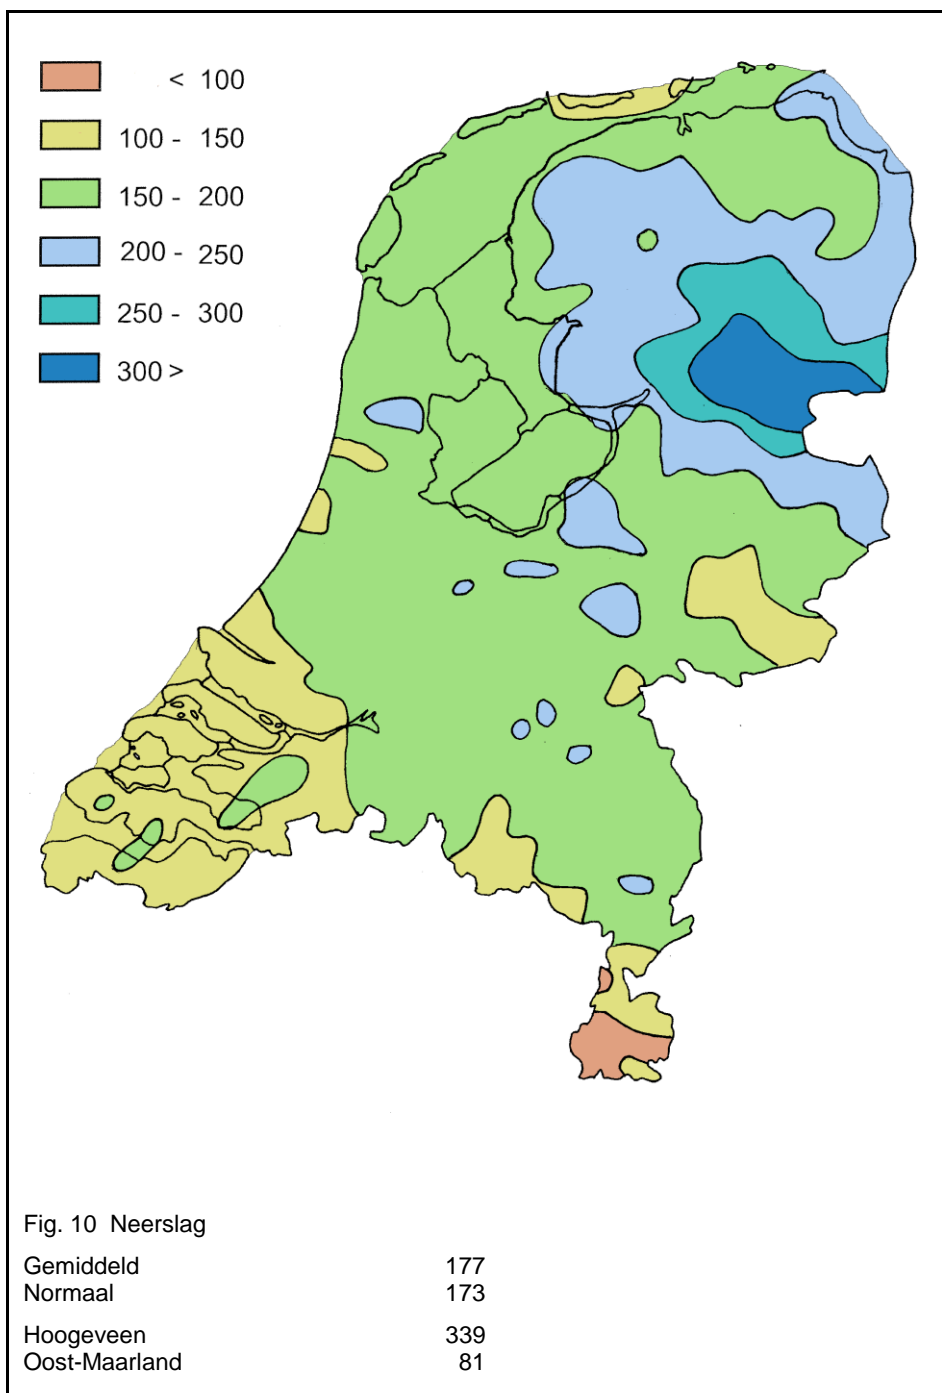 < 100
100 - 150
150 - 200
200 - 250
250 - 300
300 >
Fig. 10 Neerslag
Gemiddeld 177
Normaal 173
Hoogeveen 339
Oost-Maarland 81